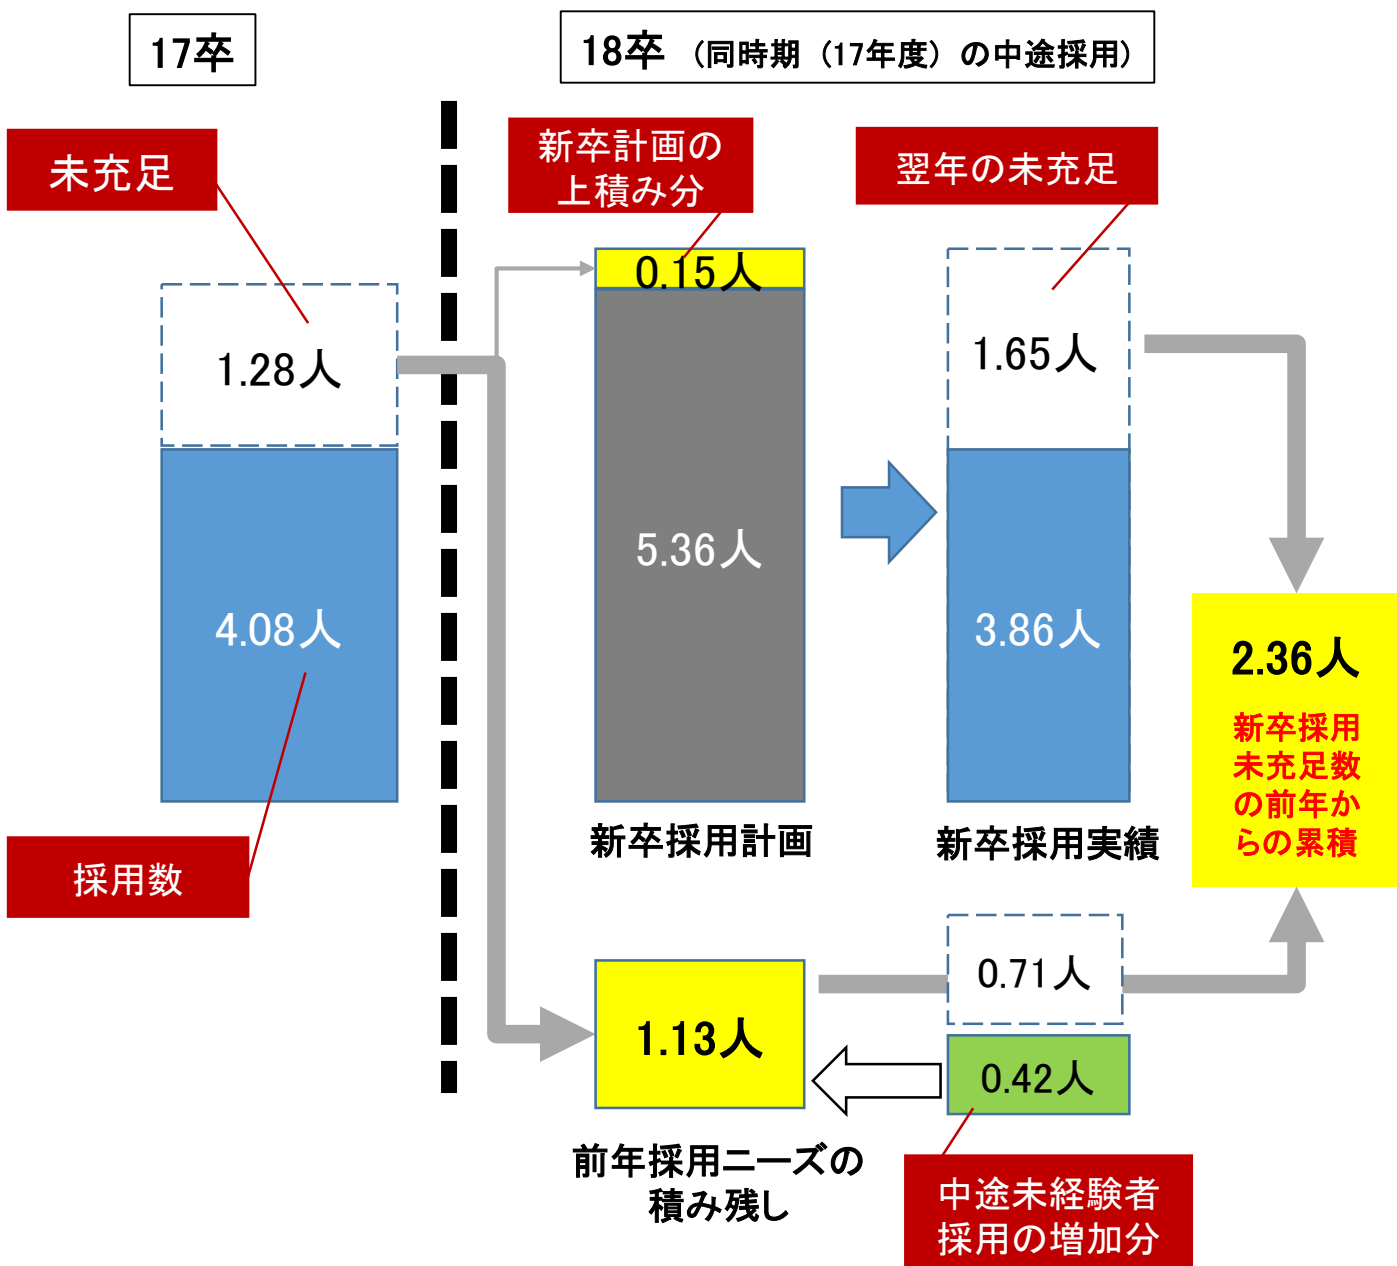 17卒
18卒 （同時期（17年度）の中途採用）
未充足
新卒計画の
上積み分
翌年の未充足
0.15人
1.28人
1.65人
5.36人
4.08人
3.86人
2.36人
新卒採用
未充足数
の前年か
らの累積
新卒採用計画
新卒採用実績
採用数
0.71人
1.13人
0.42人
前年採用ニーズの
積み残し
中途未経験者
採用の増加分